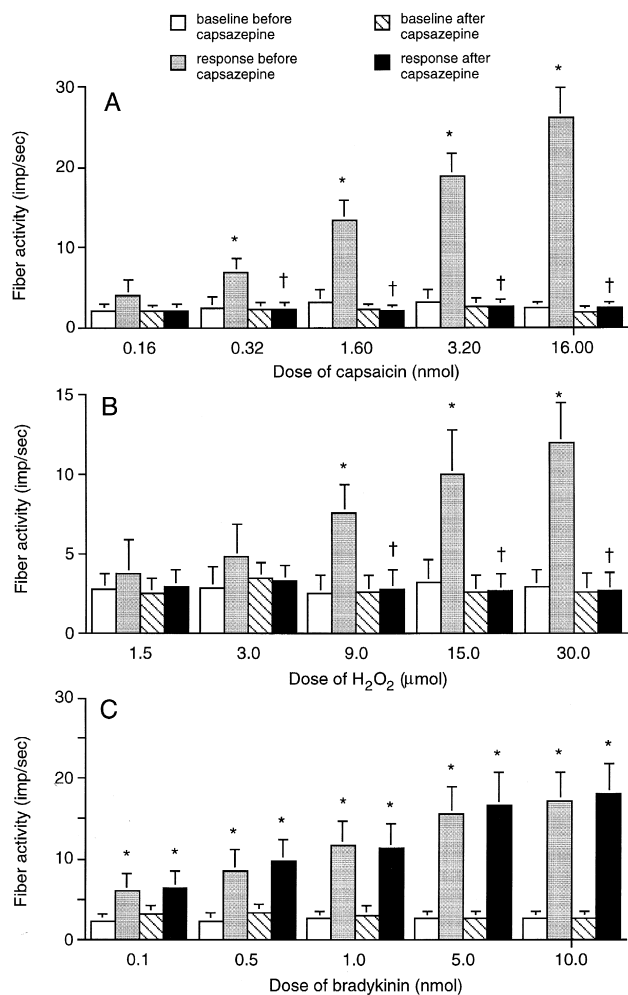 baseline before
capsazepine
baseline after
capsazepine
response before
capsazepine
response after
capsazepine
A
Fiber activity (imp/sec)
30
20
10
0
*
*
*
*
†
†
†
†
0.16 0.32 1.60 3.20 16.00
Dose of capsaicin (nmol)
B
Fiber activity (imp/sec)
15
10
5
0
*
*
*
†
†
†
1.5 3.0 9.0 15.0 30.0
Dose of H₂O₂ (μmol)
C
Fiber activity (imp/sec)
30
20
10
0
* * * * * * * * * *
0.1 0.5 1.0 5.0 10.0
Dose of bradykinin (nmol)